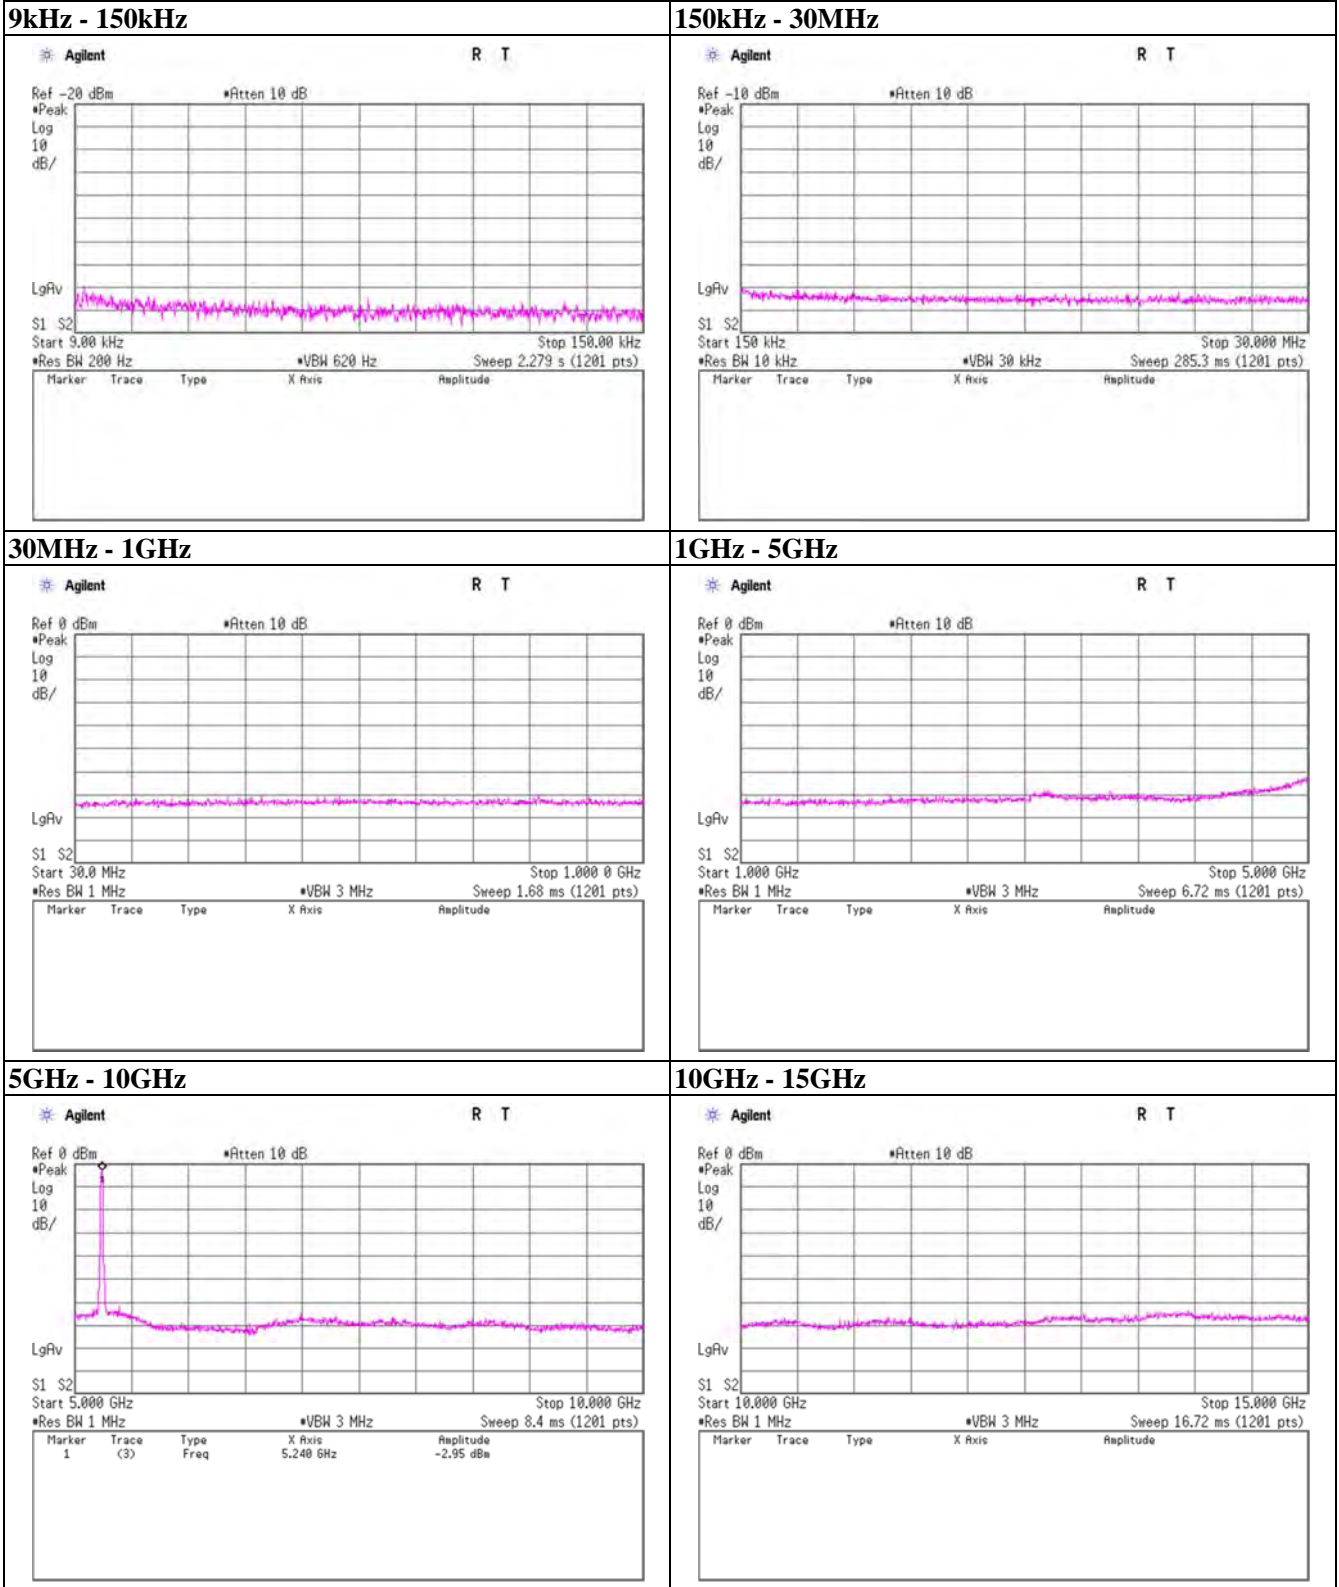 9kHz - 150kHz
Agilent R T
Ref -20 dBm #Atten 10 dB
#Peak
Log
10
dB/
LgAv
S1 S2
Start 9.00 kHz Stop 150.00 kHz
#Res BW 200 Hz #VBW 620 Hz Sweep 2.279 s (1201 pts)
Marker Trace Type X Axis Amplitude
150kHz - 30MHz
Agilent R T
Ref -10 dBm #Atten 10 dB
#Peak
Log
10
dB/
LgAv
S1 S2
Start 150 kHz Stop 30.000 MHz
#Res BW 10 kHz #VBW 30 kHz Sweep 285.3 ms (1201 pts)
Marker Trace Type X Axis Amplitude
30MHz - 1GHz
Agilent R T
Ref 0 dBm #Atten 10 dB
#Peak
Log
10
dB/
LgAv
S1 S2
Start 30.0 MHz Stop 1.000 0 GHz
#Res BW 1 MHz #VBW 3 MHz Sweep 1.68 ms (1201 pts)
Marker Trace Type X Axis Amplitude
1GHz - 5GHz
Agilent R T
Ref 0 dBm #Atten 10 dB
#Peak
Log
10
dB/
LgAv
S1 S2
Start 1.000 GHz Stop 5.000 GHz
#Res BW 1 MHz #VBW 3 MHz Sweep 6.72 ms (1201 pts)
Marker Trace Type X Axis Amplitude
5GHz - 10GHz
Agilent R T
Ref 0 dBm #Atten 10 dB
#Peak
1
Log
10
dB/
LgAv
S1 S2
Start 5.000 GHz Stop 10.000 GHz
#Res BW 1 MHz #VBW 3 MHz Sweep 8.4 ms (1201 pts)
Marker Trace Type X Axis Amplitude
1 (3) Freq 5.240 GHz -2.95 dBm
10GHz - 15GHz
Agilent R T
Ref 0 dBm #Atten 10 dB
#Peak
Log
10
dB/
LgAv
S1 S2
Start 10.000 GHz Stop 15.000 GHz
#Res BW 1 MHz #VBW 3 MHz Sweep 16.72 ms (1201 pts)
Marker Trace Type X Axis Amplitude